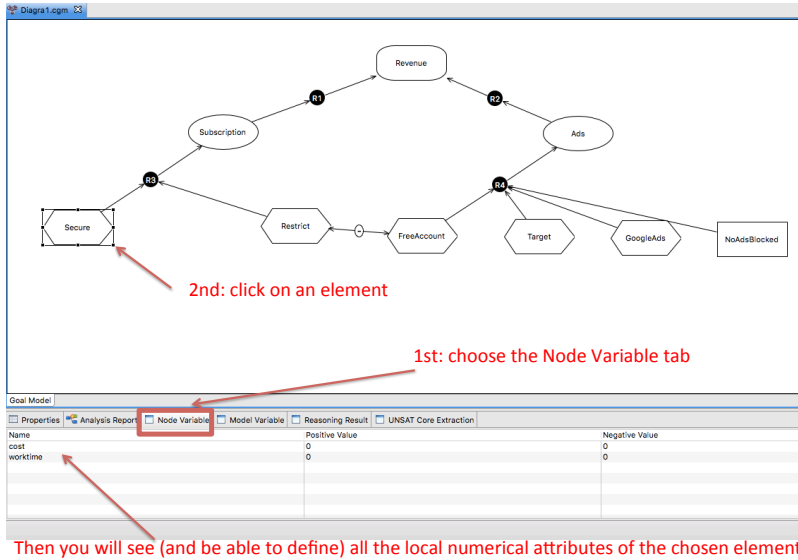 Diagra1.cgm
Revenue
R1
R2
Subscription
Ads
R3
R4
Secure
Restrict
-
FreeAccount
Target
GoogleAds
NoAdsBlocked
2nd: click on an element
1st: choose the Node Variable tab
Goal Model
Properties Analysis Report Node Variable Model Variable Reasoning Result UNSAT Core Extraction
Name Positive Value Negative Value
cost 0 0
worktime 0 0
Then you will see (and be able to define) all the local numerical attributes of the chosen element